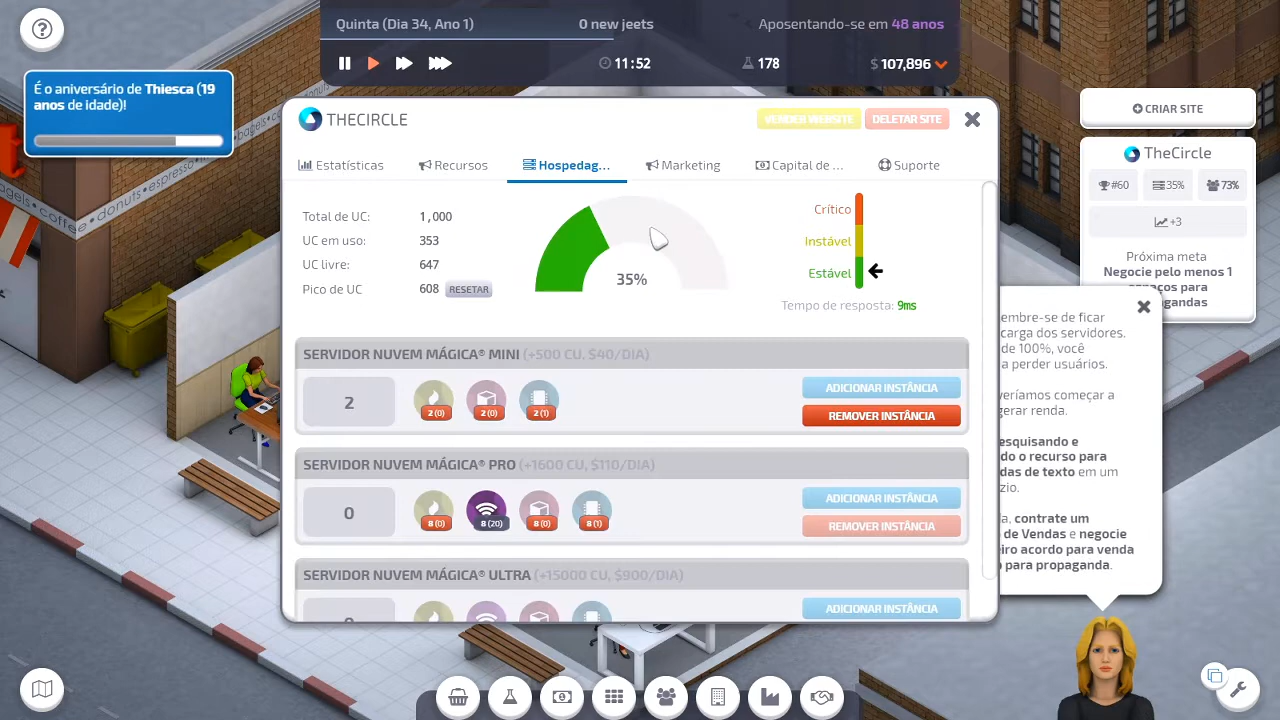 Quinta (Dia 34, Ano 1)
0 new jeets
Aposentando-se em 48 anos
11:52
178
$ 107,896
É o aniversário de Thiesca (19
anos de idade)!
bagels • coffee • donuts • espresso •
THECIRCLE
VENDER WEBSITE
DELETAR SITE
Estatísticas
Recursos
Hospedag...
Marketing
Capital de ...
Suporte
Total de UC: 1,000
UC em uso: 353
UC livre: 647
Pico de UC 608 RESETAR
35%
Crítico
Instável
Estável
Tempo de resposta: 9ms
SERVIDOR NUVEM MÁGICA® MINI (+500 CU, $40/DIA)
2
2 (0)
2 (0)
2 (1)
ADICIONAR INSTÂNCIA
REMOVER INSTÂNCIA
SERVIDOR NUVEM MÁGICA® PRO (+1600 CU, $110/DIA)
0
8 (0)
8 (20)
8 (0)
8 (1)
ADICIONAR INSTÂNCIA
REMOVER INSTÂNCIA
SERVIDOR NUVEM MÁGICA® ULTRA (+15000 CU, $900/DIA)
ADICIONAR INSTÂNCIA
CRIAR SITE
TheCircle
#60
35%
73%
+3
Próxima meta
Negocie pelo menos 1
espaços para
gandas
embre-se de ficar
carga dos servidores.
de 100%, você
a perder usuários.
veríamos começar a
gerar renda.
esquisando e
do o recurso para
das de texto em um
zio.
a, contrate um
de Vendas e negocie
eiro acordo para venda
para propaganda.